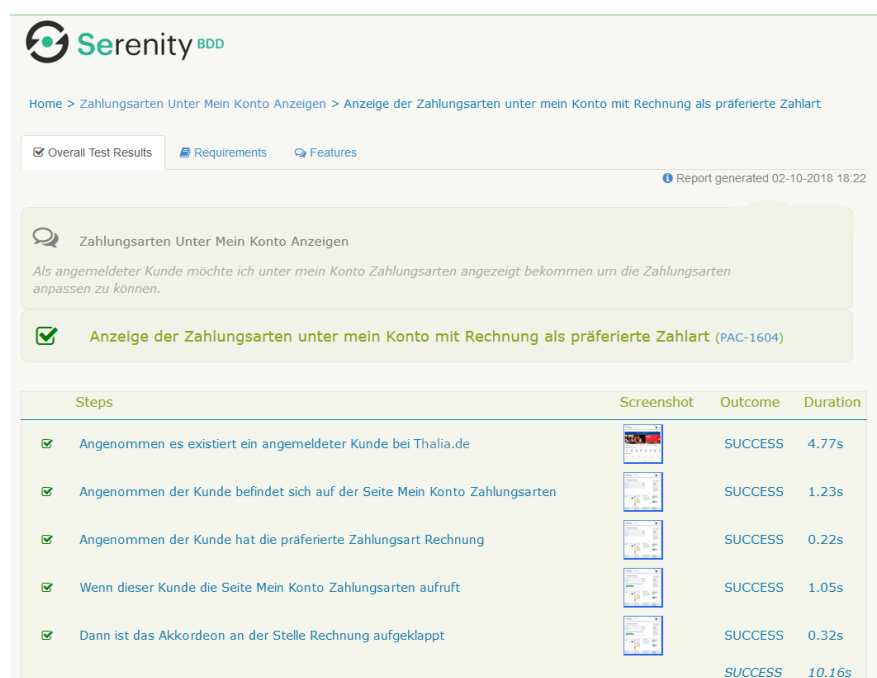 Serenity BDD
Home > Zahlungsarten Unter Mein Konto Anzeigen > Anzeige der Zahlungsarten unter mein Konto mit Rechnung als präferierte Zahlart
Overall Test Results Requirements Features
Report generated 02-10-2018 18:22
Zahlungsarten Unter Mein Konto Anzeigen
Als angemeldeter Kunde möchte ich unter mein Konto Zahlungsarten angezeigt bekommen um die Zahlungsarten
anpassen zu können.
Anzeige der Zahlungsarten unter mein Konto mit Rechnung als präferierte Zahlart (PAC-1604)
Steps Screenshot Outcome Duration
Angenommen es existiert ein angemeldeter Kunde bei Thalia.de SUCCESS 4.77s
Angenommen der Kunde befindet sich auf der Seite Mein Konto Zahlungsarten SUCCESS 1.23s
Angenommen der Kunde hat die präferierte Zahlungsart Rechnung SUCCESS 0.22s
Wenn dieser Kunde die Seite Mein Konto Zahlungsarten aufruft SUCCESS 1.05s
Dann ist das Akkordeon an der Stelle Rechnung aufgeklappt SUCCESS 0.32s
SUCCESS 10.16s